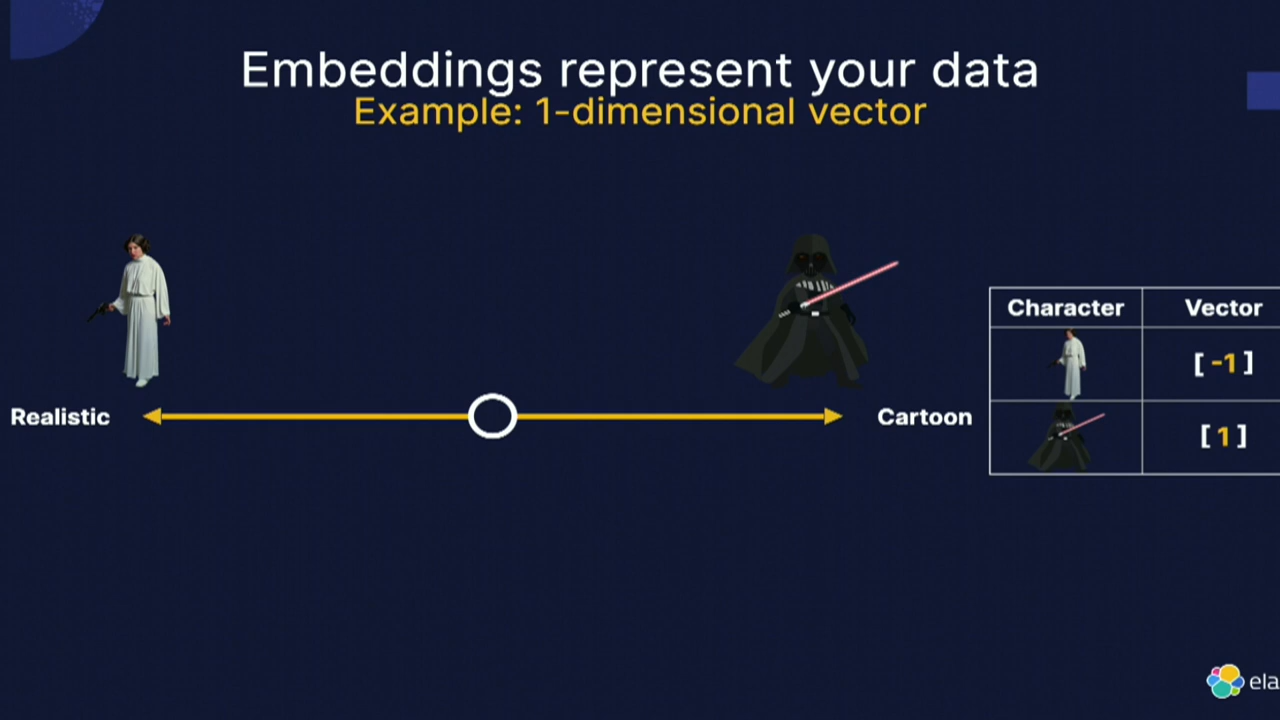 Embeddings represent your data
Example: 1-dimensional vector
Realistic
Cartoon
Character Vector
[ -1 ]
[ 1 ]
ela